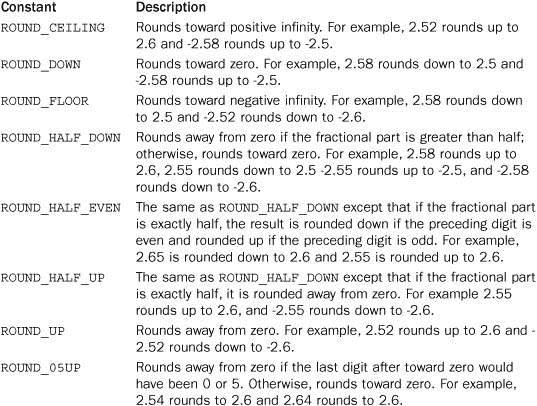 Constant Description
ROUND_CEILING Rounds toward positive infinity. For example, 2.52 rounds up to
2.6 and -2.58 rounds up to -2.5.
ROUND_DOWN Rounds toward zero. For example, 2.58 rounds down to 2.5 and
-2.58 rounds up to -2.5.
ROUND_FLOOR Rounds toward negative infinity. For example, 2.58 rounds down
to 2.5 and -2.52 rounds down to -2.6.
ROUND_HALF_DOWN Rounds away from zero if the fractional part is greater than half;
otherwise, rounds toward zero. For example, 2.58 rounds up to
2.6, 2.55 rounds down to 2.5 -2.55 rounds up to -2.5, and -2.58
rounds down to -2.6.
ROUND_HALF_EVEN The same as ROUND_HALF_DOWN except that if the fractional part
is exactly half, the result is rounded down if the preceding digit is
even and rounded up if the preceding digit is odd. For example,
2.65 is rounded down to 2.6 and 2.55 is rounded up to 2.6.
ROUND_HALF_UP The same as ROUND_HALF_DOWN except that if the fractional part
is exactly half, it is rounded away from zero. For example 2.55
rounds up to 2.6, and -2.55 rounds down to -2.6.
ROUND_UP Rounds away from zero. For example, 2.52 rounds up to 2.6 and -
2.52 rounds down to -2.6.
ROUND_05UP Rounds away from zero if the last digit after toward zero would
have been 0 or 5. Otherwise, rounds toward zero. For example,
2.54 rounds to 2.6 and 2.64 rounds to 2.6.